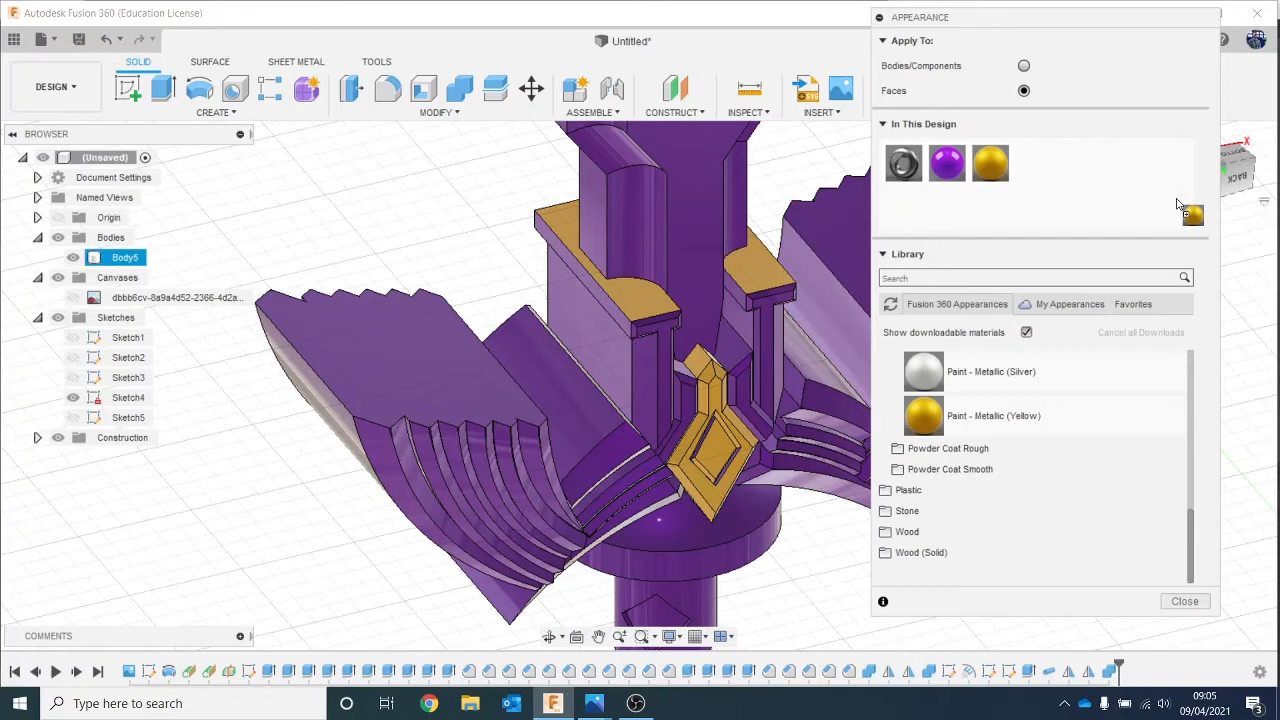 Autodesk Fusion 360 (Education License)
Untitled*
SOLID
SURFACE
SHEET METAL
TOOLS
DESIGN
CREATE
MODIFY
ASSEMBLE
CONSTRUCT
INSPECT
INSERT
BROWSER
(Unsaved)
Document Settings
Named Views
Origin
Bodies
Body5
Canvases
dbbb6cv-8a9a4d52-2366-4d2a...
Sketches
Sketch1
Sketch2
Sketch3
Sketch4
Sketch5
Construction
APPEARANCE
Apply To:
Bodies/Components
Faces
In This Design
Library
Search
Fusion 360 Appearances
My Appearances
Favorites
Show downloadable materials
Cancel all Downloads
Paint - Metallic (Silver)
Paint - Metallic (Yellow)
Powder Coat Rough
Powder Coat Smooth
Plastic
Stone
Wood
Wood (Solid)
Close
X
BOTTOM
BACK
COMMENTS
Type here to search
09:05
09/04/2021
3